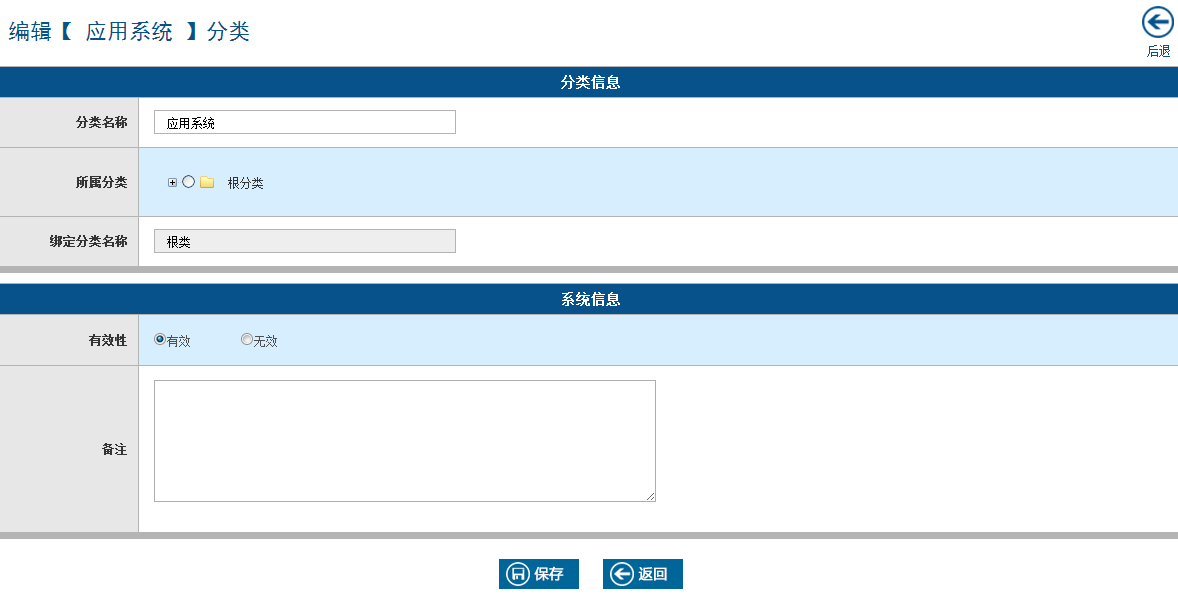 编辑【 应用系统 】分类
后退
分类信息
分类名称 应用系统
所属分类 根分类
绑定分类名称 根类
系统信息
有效性 有效 无效
备注
保存 返回